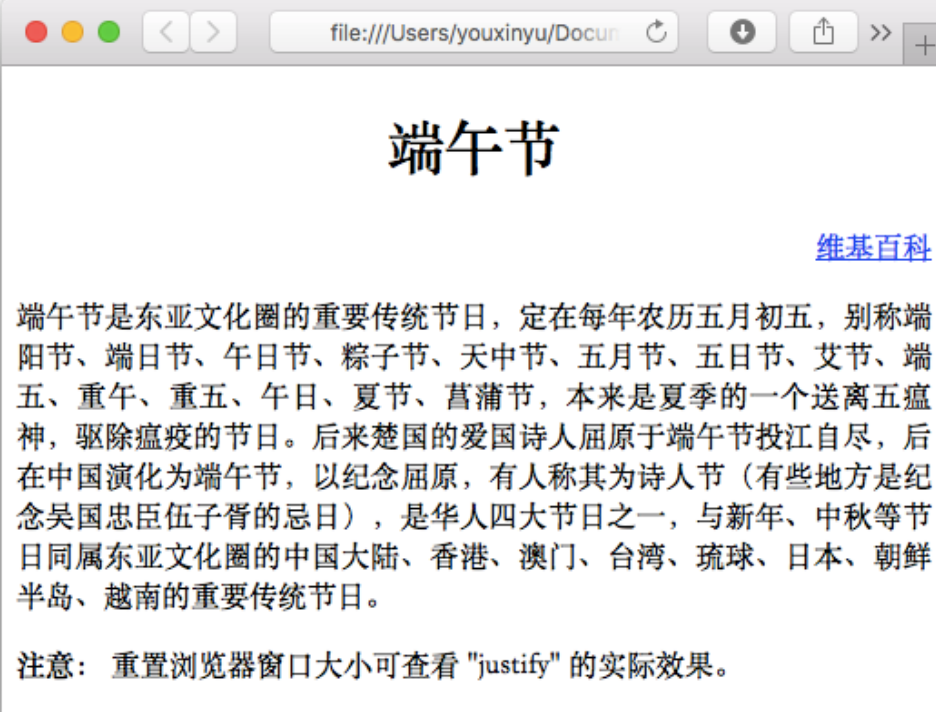 file:///Users/youxinyu/Docun
端午节
维基百科
端午节是东亚文化圈的重要传统节日，定在每年农历五月初五，别称端
阳节、端日节、午日节、粽子节、天中节、五月节、五日节、艾节、端
五、重午、重五、午日、夏节、菖蒲节，本来是夏季的一个送离五瘟
神，驱除瘟疫的节日。后来楚国的爱国诗人屈原于端午节投江自尽，后
在中国演化为端午节，以纪念屈原，有人称其为诗人节（有些地方是纪
念吴国忠臣伍子胥的忌日），是华人四大节日之一，与新年、中秋等节
日同属东亚文化圈的中国大陆、香港、澳门、台湾、琉球、日本、朝鲜
半岛、越南的重要传统节日。
注意： 重置浏览器窗口大小可查看 "justify" 的实际效果。